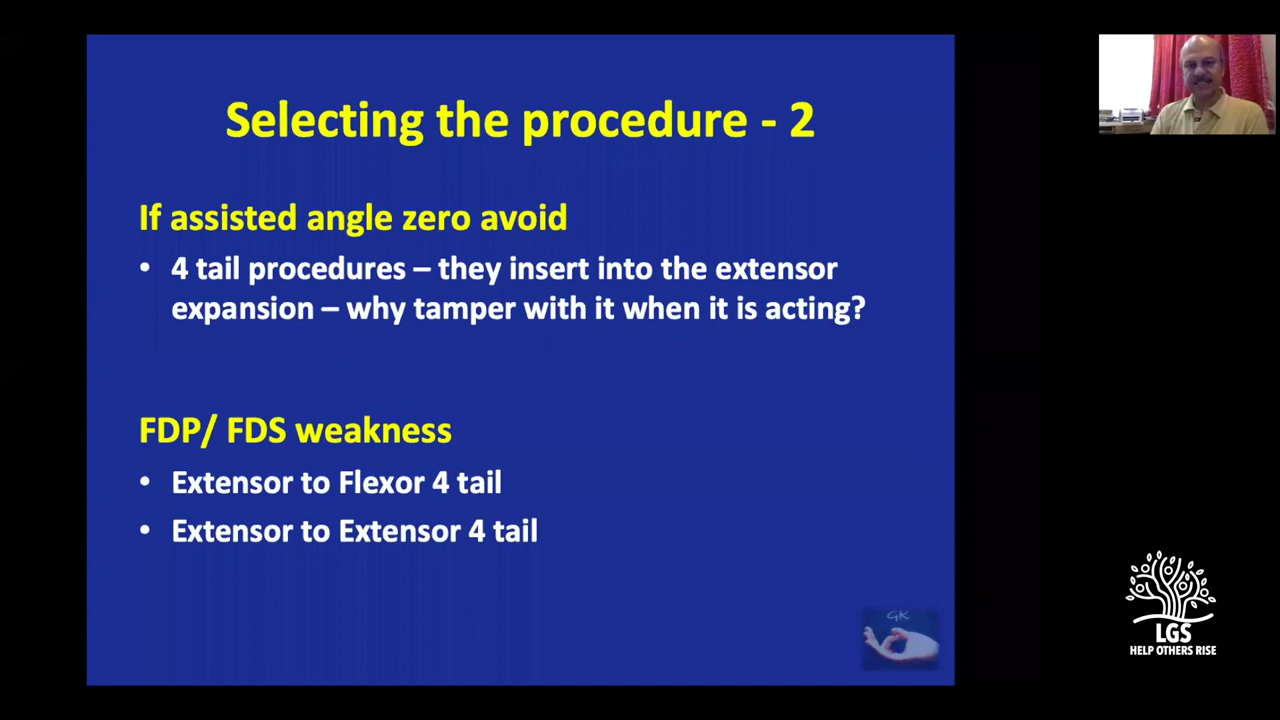 Selecting the procedure - 2
If assisted angle zero avoid
• 4 tail procedures – they insert into the extensor
expansion – why tamper with it when it is acting?
FDP/ FDS weakness
• Extensor to Flexor 4 tail
• Extensor to Extensor 4 tail
GK
LGS
HELP OTHERS RISE